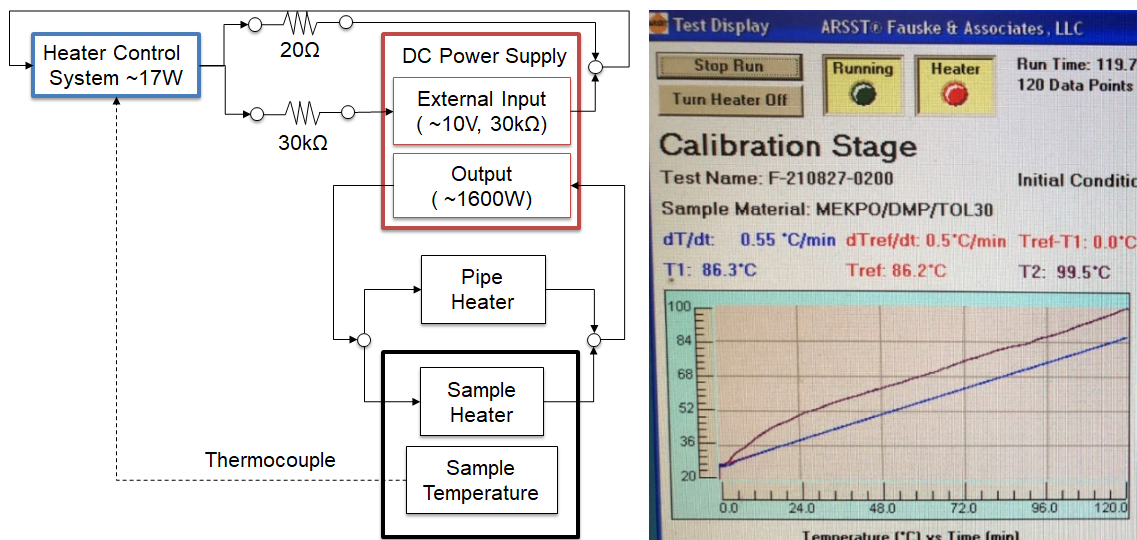 Heater Control
System ~17W
20Ω
30kΩ
DC Power Supply
External Input
( ~10V, 30kΩ)
Output
( ~1600W)
Pipe
Heater
Sample
Heater
Sample
Temperature
Thermocouple
Test Display ARSST® Fauske & Associates, LLC
Stop Run
Turn Heater Off
Running
Heater
Run Time: 119.7
120 Data Points
Calibration Stage
Test Name: F-210827-0200
Initial Conditic
Sample Material: MEKPO/DMP/TOL30
dT/dt: 0.55 °C/min dTref/dt: 0.5°C/min Tref-T1: 0.0°C
T1: 86.3°C Tref: 86.2°C T2: 99.5°C
100
84
68
52
36
20
0.0 24.0 48.0 72.0 96.0 120.0
Temperature (°C) vs Time (min)